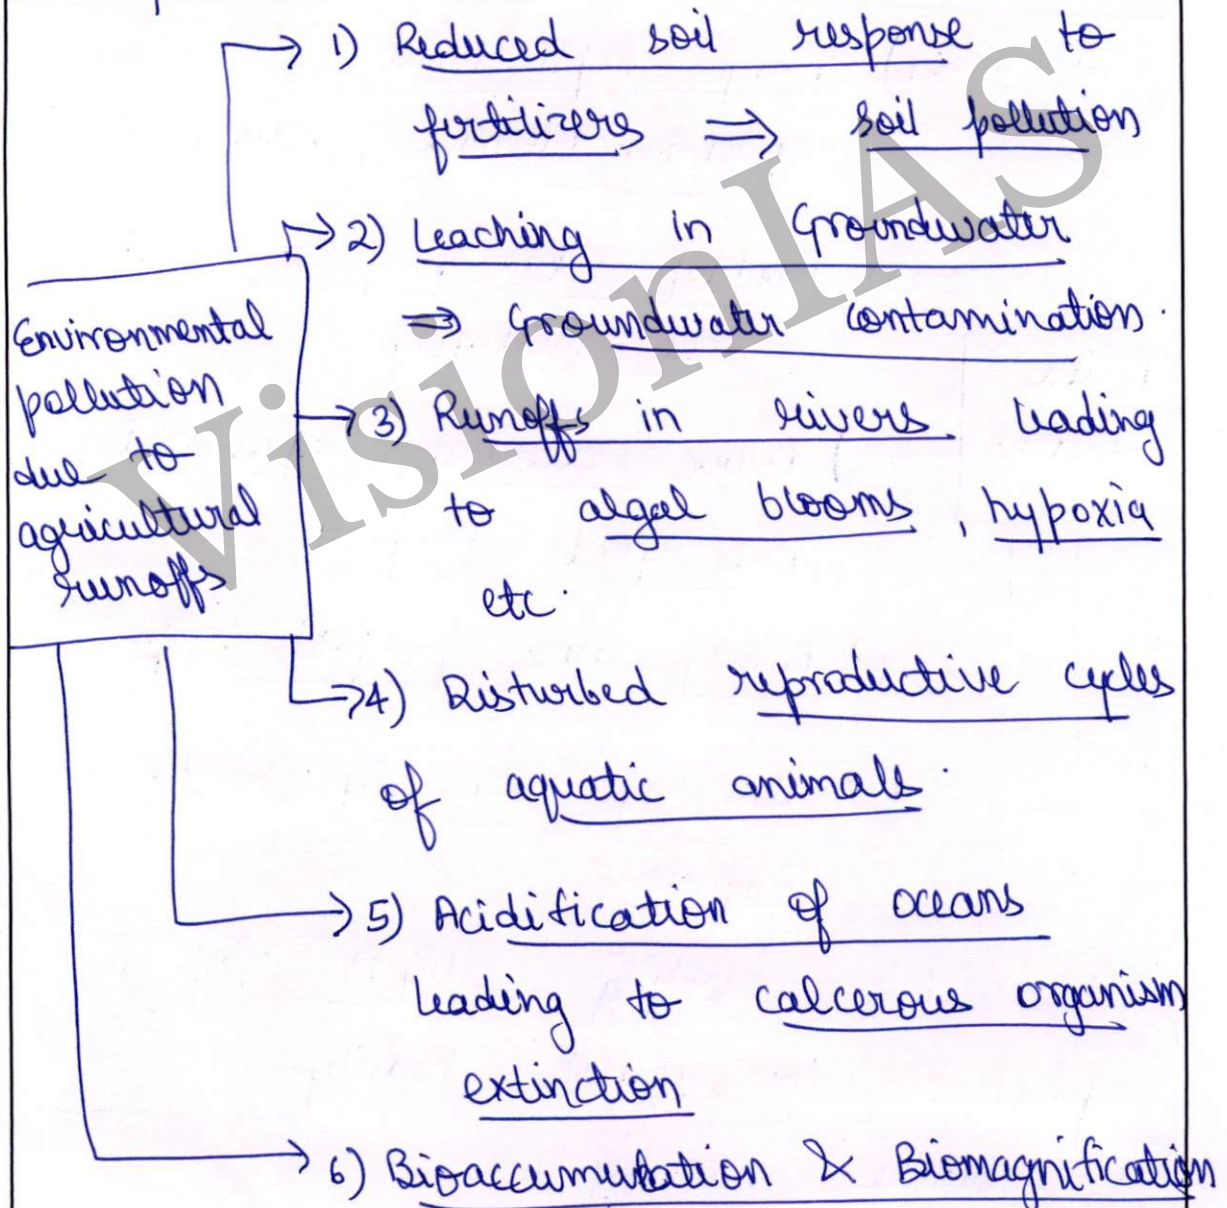 1) Reduced soil response to
fertilizers ⇒ soil pollution
2) Leaching in Groundwater
⇒ Groundwater contamination.
Environmental
pollution
due to
agricultural
runoffs
3) Runoffs in rivers leading
to algal blooms, hypoxia
etc.
4) Disturbed reproductive cycles
of aquatic animals.
5) Acidification of oceans
leading to calcerous organism
extinction
6) Bioaccumulation & Biomagnification
VisionIAS